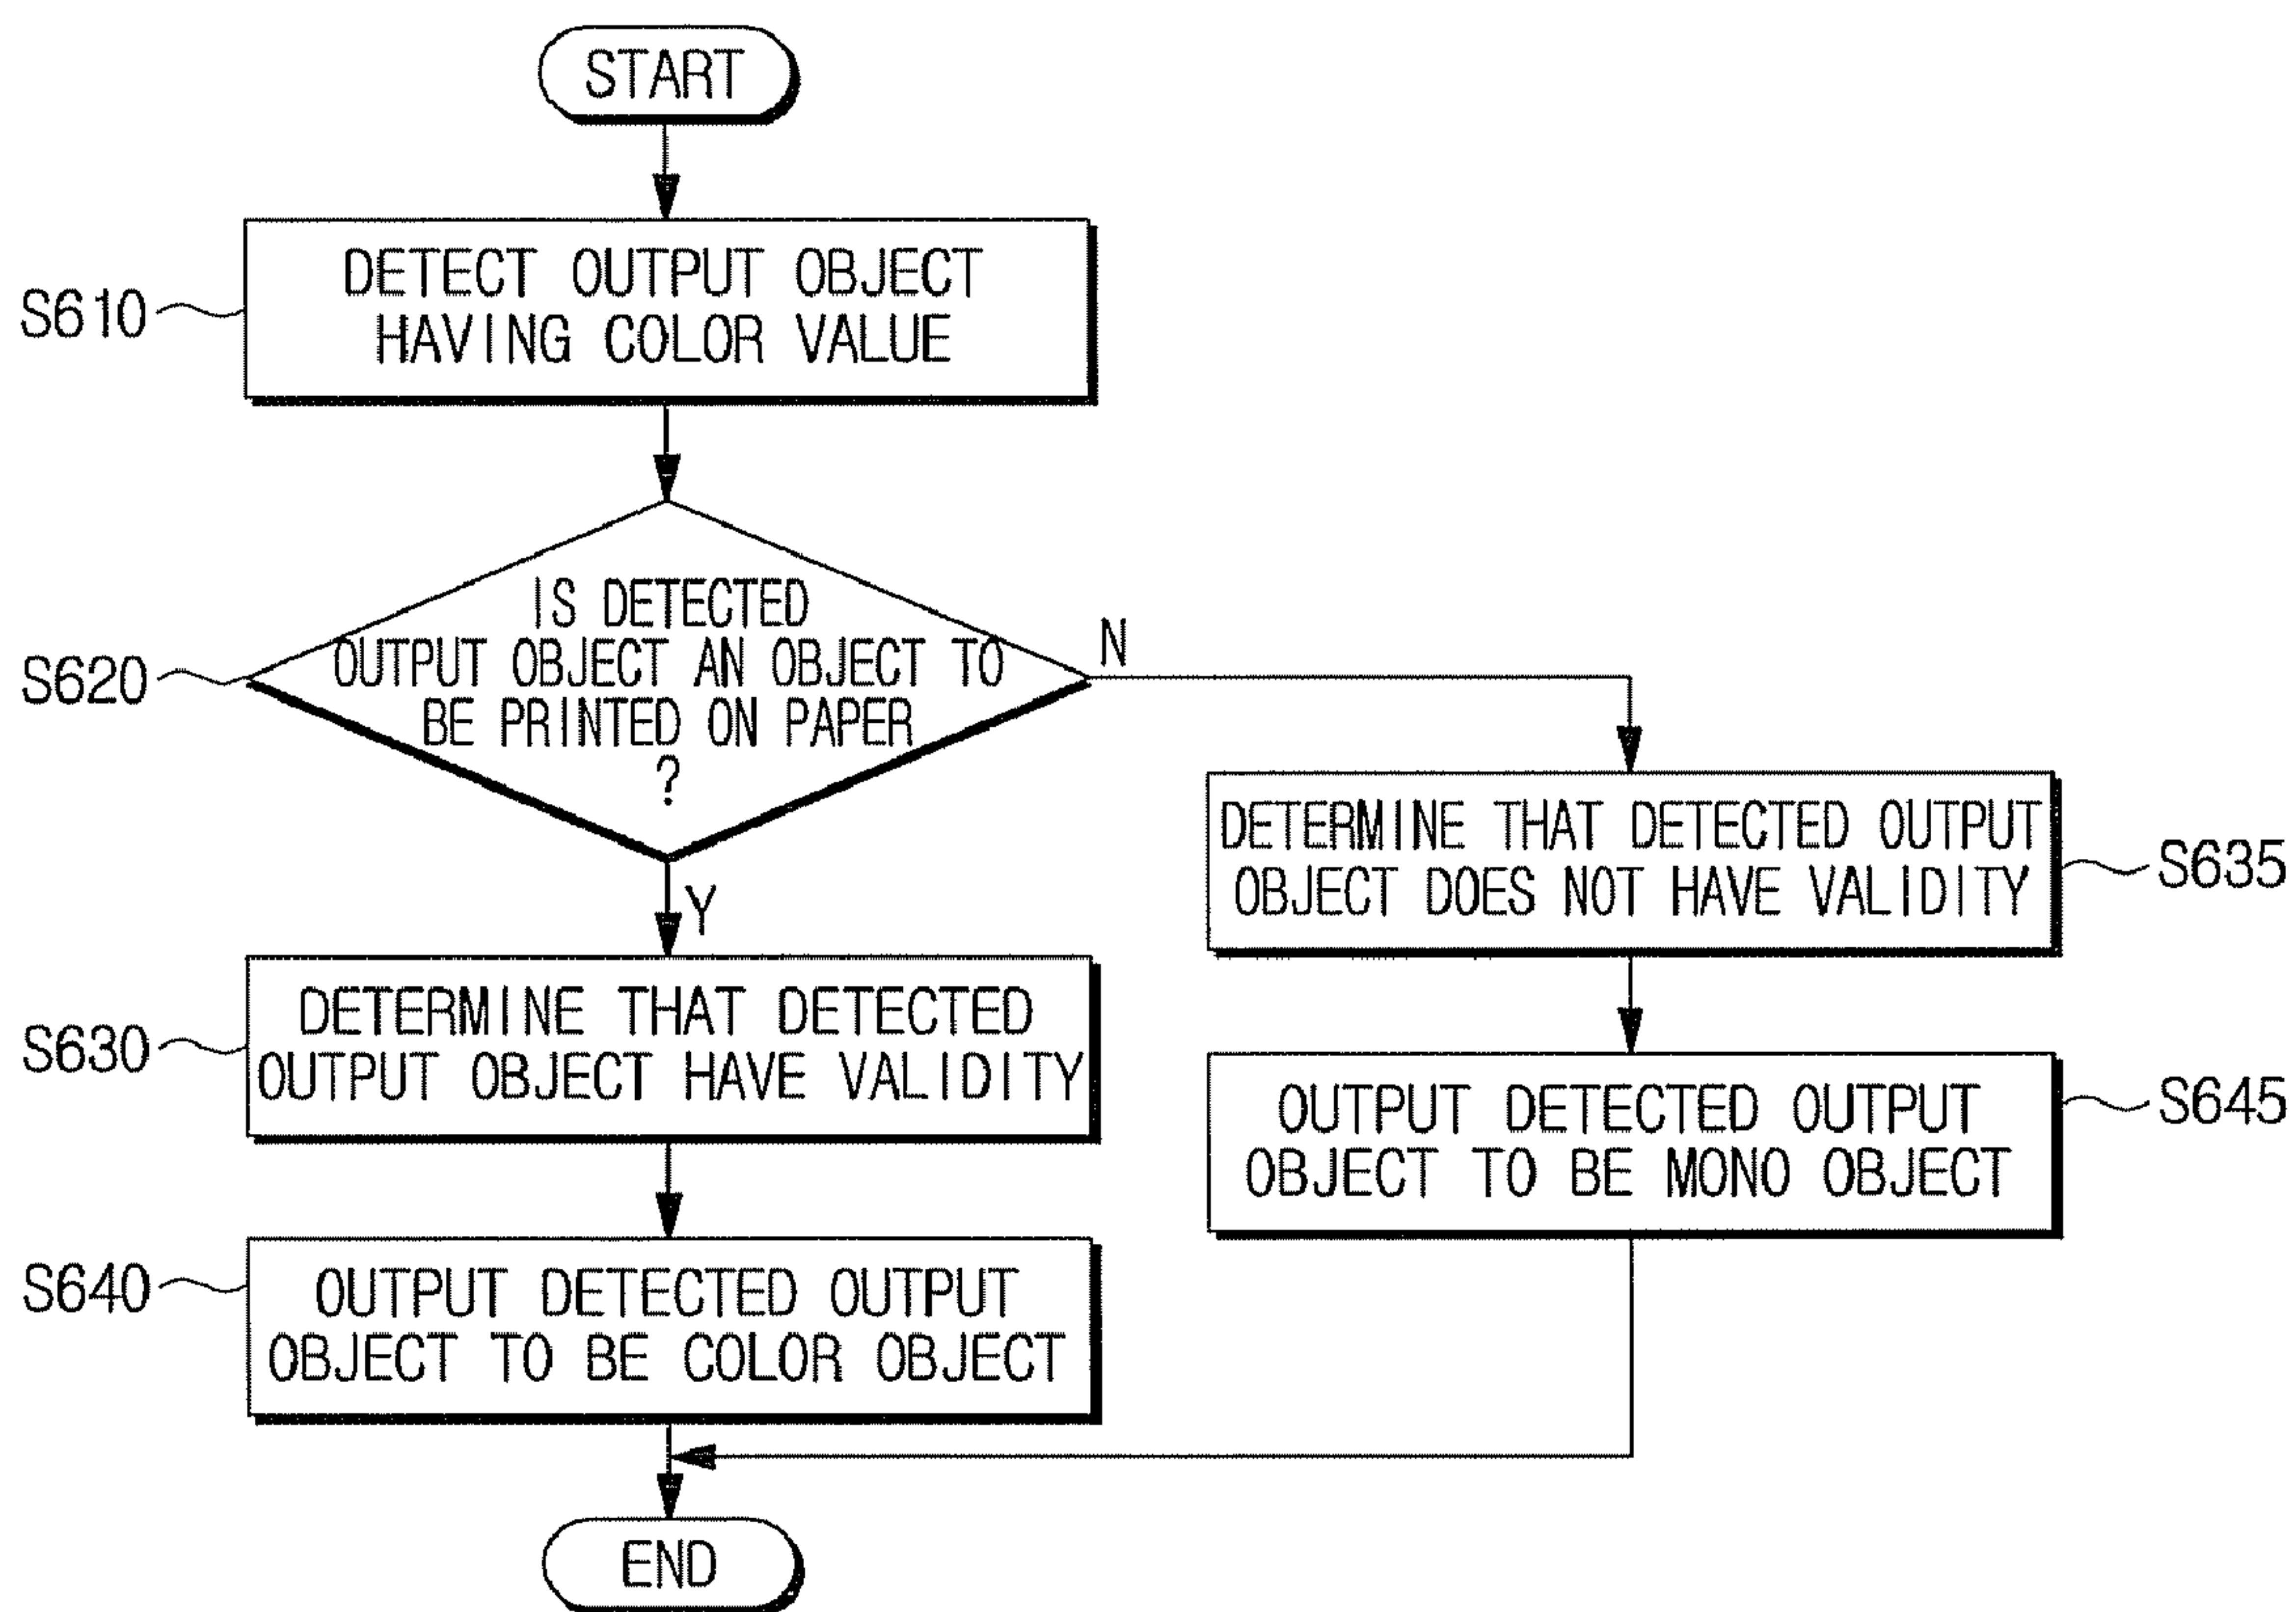 START
S610
DETECT OUTPUT OBJECT
HAVING COLOR VALUE
S620
IS DETECTED
OUTPUT OBJECT AN OBJECT TO
BE PRINTED ON PAPER
?
N
Y
DETERMINE THAT DETECTED OUTPUT
OBJECT DOES NOT HAVE VALIDITY
S635
S630
DETERMINE THAT DETECTED
OUTPUT OBJECT HAVE VALIDITY
OUTPUT DETECTED OUTPUT
OBJECT TO BE MONO OBJECT
S645
S640
OUTPUT DETECTED OUTPUT
OBJECT TO BE COLOR OBJECT
END